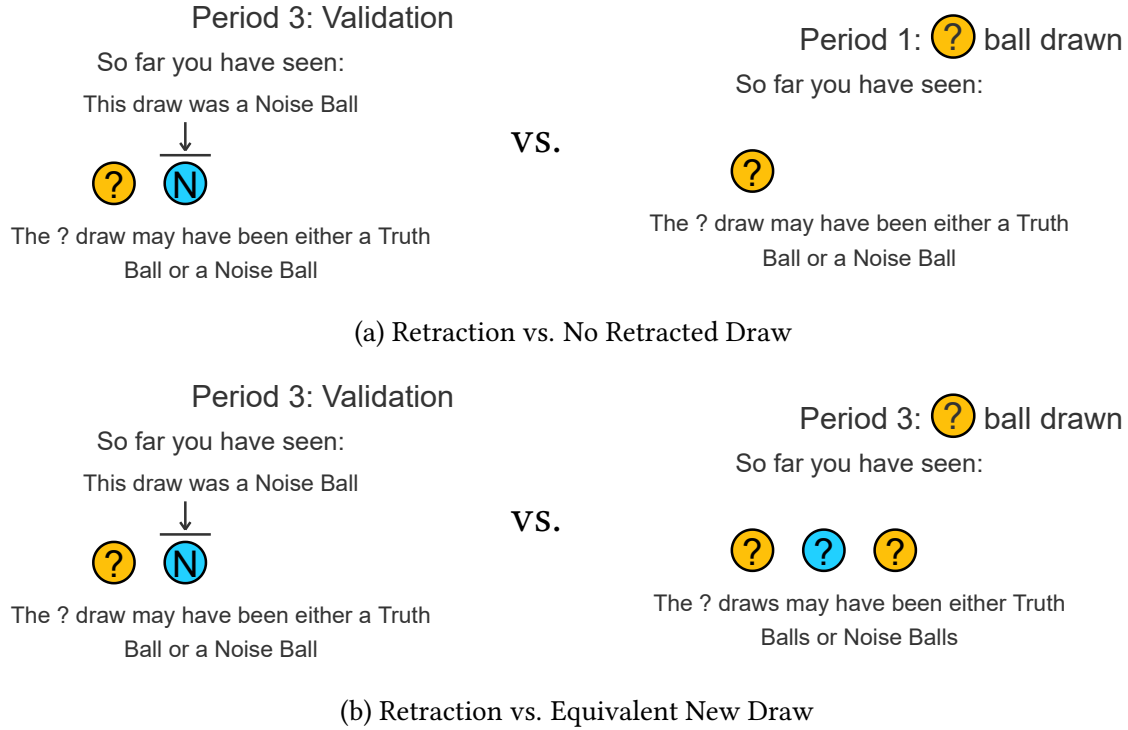 Period 3: Validation
So far you have seen:
This draw was a Noise Ball
? N
The ? draw may have been either a Truth
Ball or a Noise Ball
vs.
Period 1: ? ball drawn
So far you have seen:
?
The ? draw may have been either a Truth
Ball or a Noise Ball
(a) Retraction vs. No Retracted Draw
Period 3: Validation
So far you have seen:
This draw was a Noise Ball
? N
The ? draw may have been either a Truth
Ball or a Noise Ball
vs.
Period 3: ? ball drawn
So far you have seen:
? ? ?
The ? draws may have been either Truth
Balls or Noise Balls
(b) Retraction vs. Equivalent New Draw